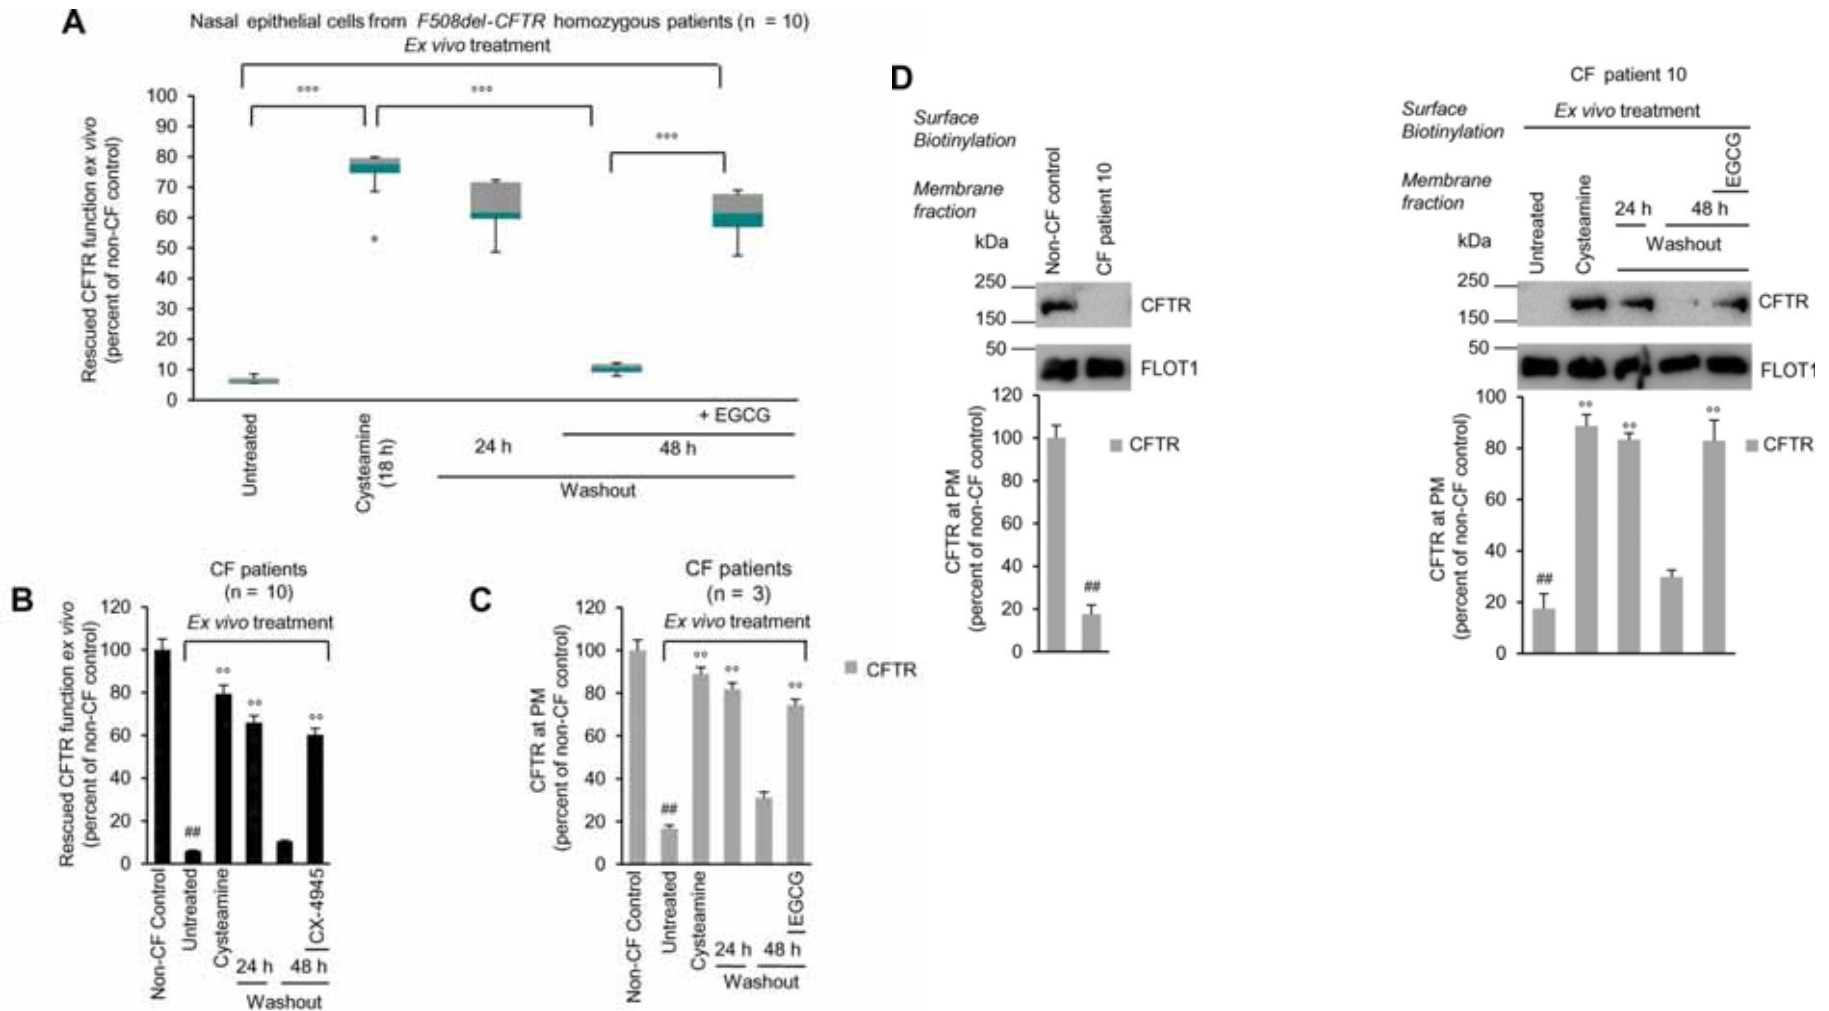 A
Nasal epithelial cells from F508del-CFTR homozygous patients (n = 10)
Ex vivo treatment
°°°
°°°
°°°
Rescued CFTR function ex vivo
(percent of non-CF control)
100
90
80
70
60
50
40
30
20
10
0
Untreated
Cysteamine
(18 h)
24 h
+ EGCG
48 h
Washout
B
CF patients
(n = 10)
Ex vivo treatment
Rescued CFTR function ex vivo
(percent of non-CF control)
120
100
80
60
40
20
0
##
°°
°°
°°
Non-CF Control
Untreated
Cysteamine
CX-4945
24 h
48 h
Washout
C
CF patients
(n = 3)
Ex vivo treatment
CFTR at PM
(percent of non-CF control)
120
100
80
60
40
20
0
##
°°
°°
°°
CFTR
Non-CF Control
Untreated
Cysteamine
EGCG
24 h
48 h
Washout
D
Surface
Biotinylation
Membrane
fraction
Non-CF control
CF patient 10
kDa
250
150
CFTR
50
FLOT1
CFTR at PM
(percent of non-CF control)
120
100
80
60
40
20
0
##
CFTR
CF patient 10
Surface
Biotinylation
Ex vivo treatment
Membrane
fraction
Untreated
Cysteamine
EGCG
24 h
48 h
Washout
kDa
250
150
CFTR
50
FLOT1
CFTR at PM
(percent of non-CF control)
100
80
60
40
20
0
##
°°
°°
°°
CFTR